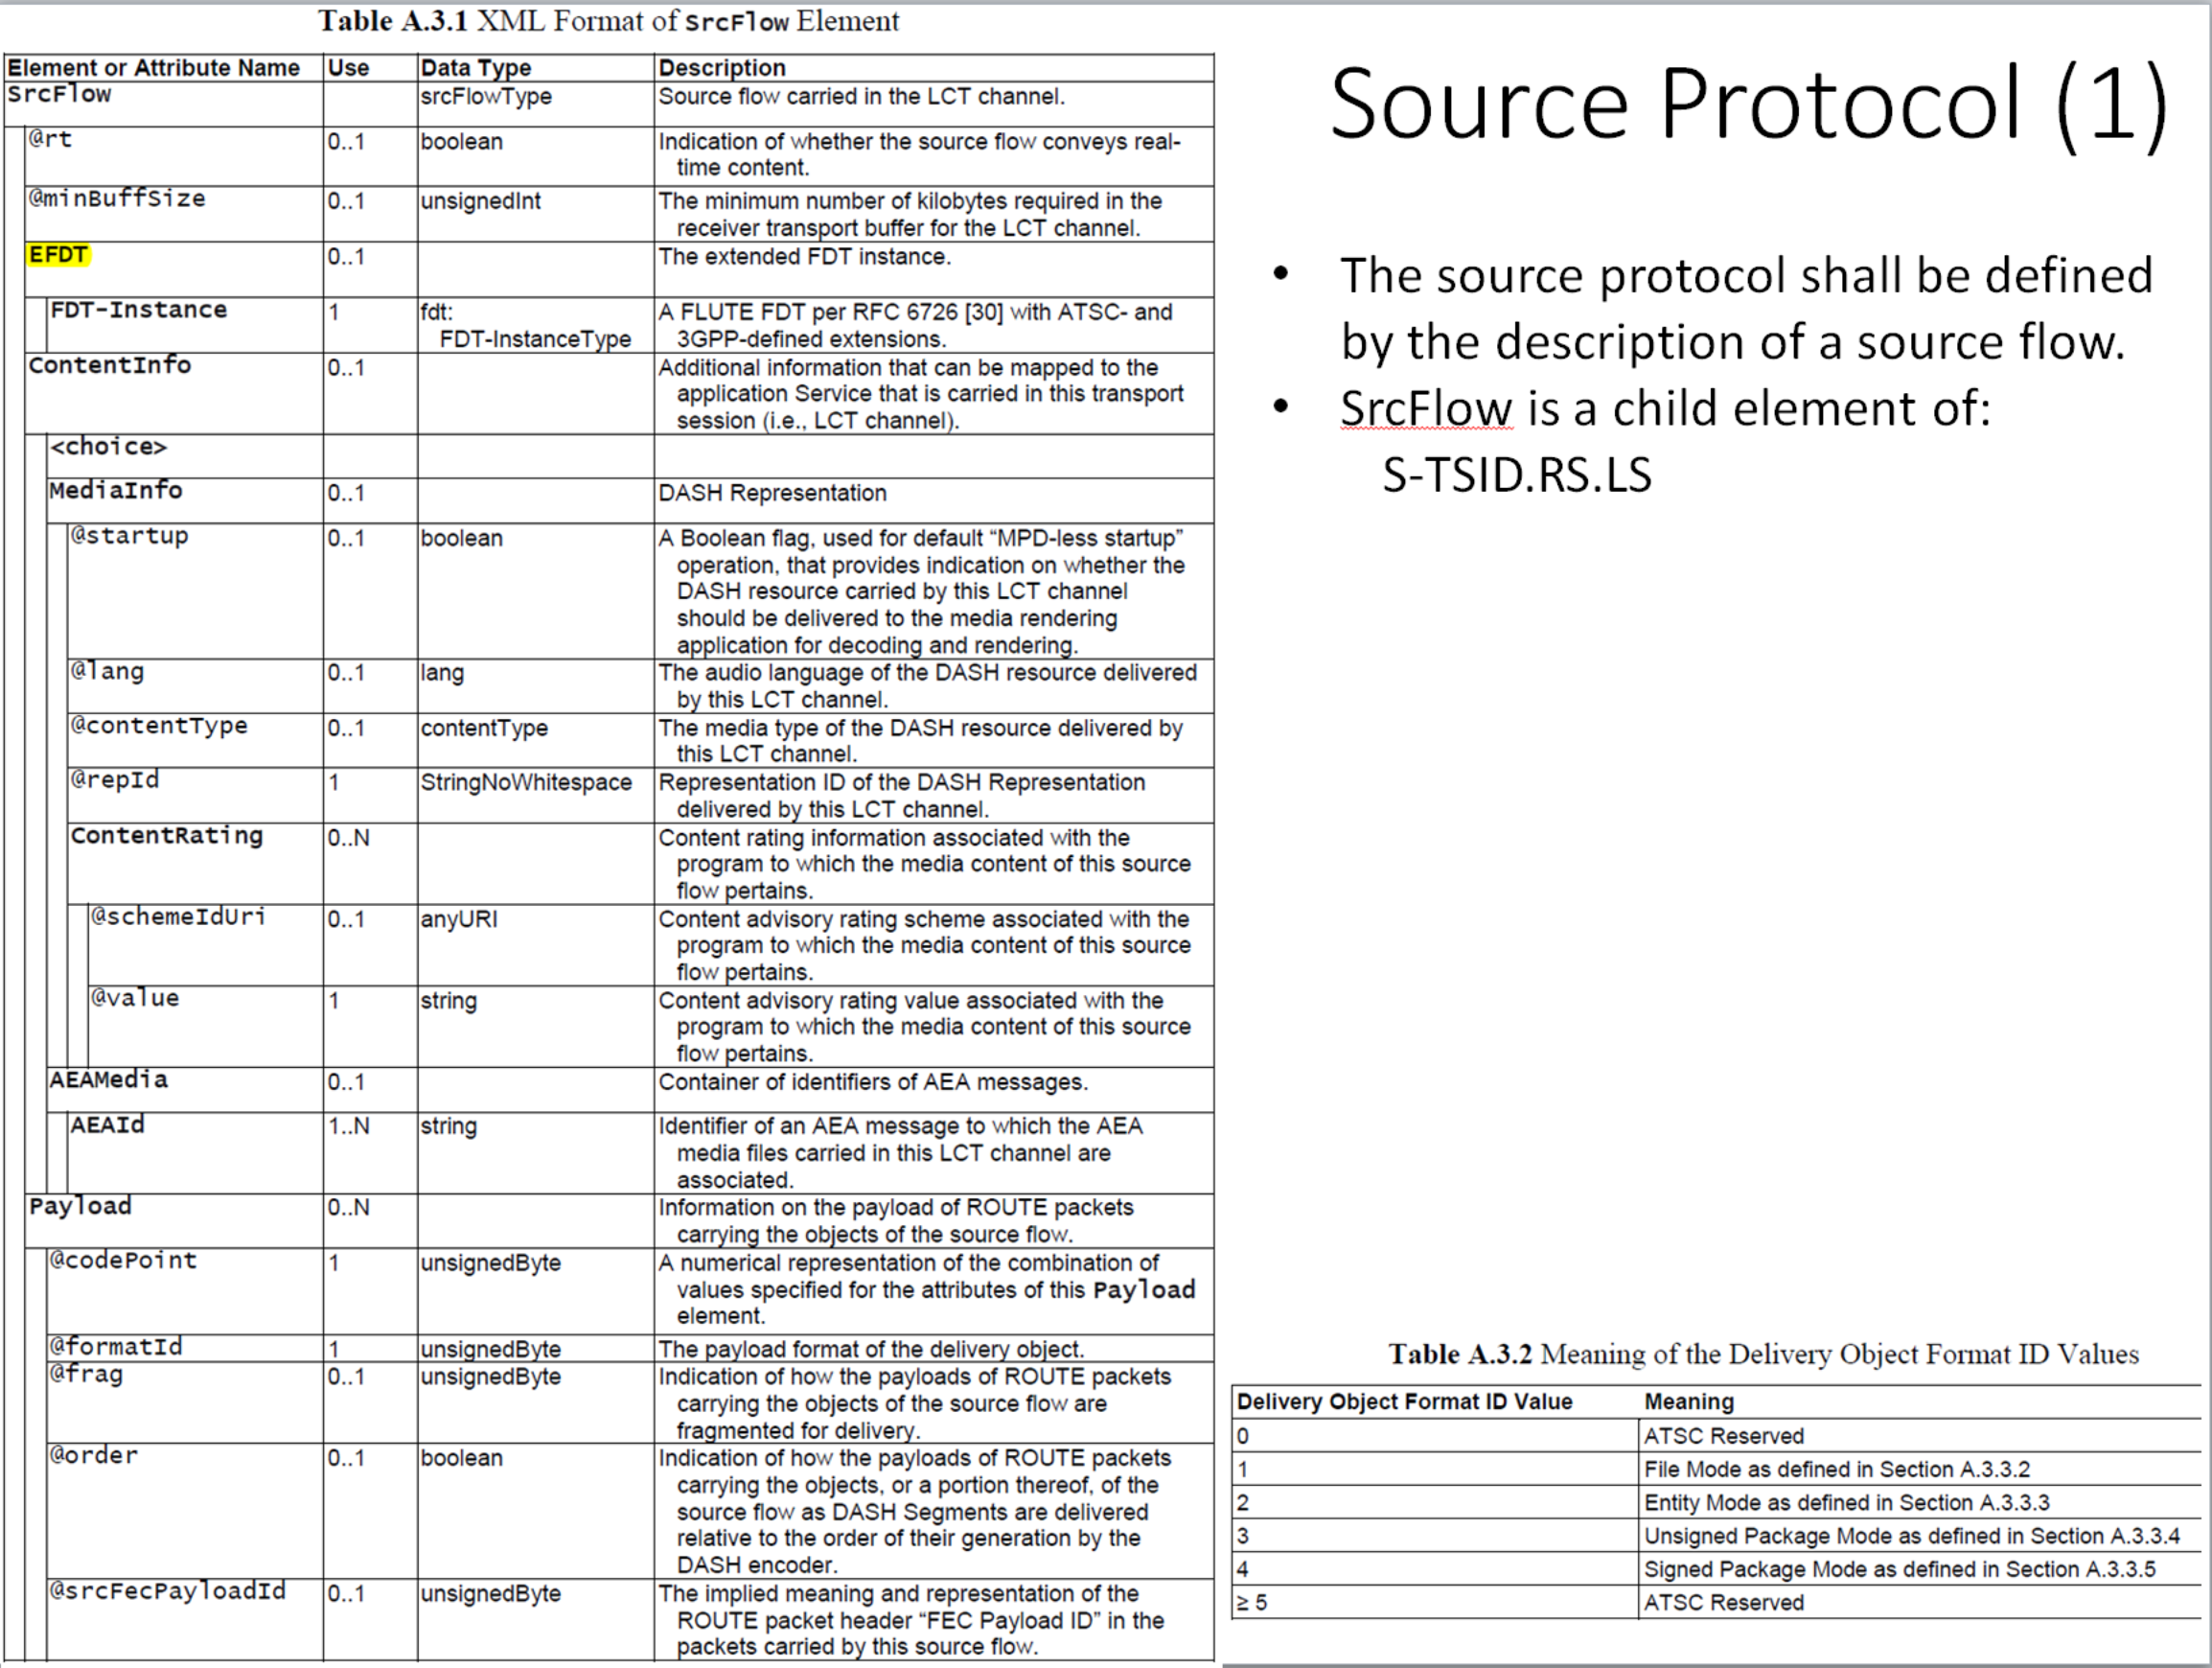 Table A.3.1 XML Format of SrcFlow Element
Element or Attribute Name Use Data Type Description
SrcFlow srcFlowType Source flow carried in the LCT channel.
@rt 0..1 boolean Indication of whether the source flow conveys real-
time content.
@minBuffSize 0..1 unsignedInt The minimum number of kilobytes required in the
receiver transport buffer for the LCT channel.
EFDT 0..1 The extended FDT instance.
FDT-Instance 1 fdt: A FLUTE FDT per RFC 6726 [30] with ATSC- and
FDT-InstanceType 3GPP-defined extensions.
ContentInfo 0..1 Additional information that can be mapped to the
application Service that is carried in this transport
session (i.e., LCT channel).
<choice>
MediaInfo 0..1 DASH Representation
@startup 0..1 boolean A Boolean flag, used for default “MPD-less startup”
operation, that provides indication on whether the
DASH resource carried by this LCT channel
should be delivered to the media rendering
application for decoding and rendering.
@lang 0..1 lang The audio language of the DASH resource delivered
by this LCT channel.
@contentType 0..1 contentType The media type of the DASH resource delivered by
this LCT channel.
@repId 1 StringNoWhitespace Representation ID of the DASH Representation
delivered by this LCT channel.
ContentRating 0..N Content rating information associated with the
program to which the media content of this source
flow pertains.
@schemeIdUri 0..1 anyURI Content advisory rating scheme associated with the
program to which the media content of this source
flow pertains.
@value 1 string Content advisory rating value associated with the
program to which the media content of this source
flow pertains.
AEAMedia 0..1 Container of identifiers of AEA messages.
AEAId 1..N string Identifier of an AEA message to which the AEA
media files carried in this LCT channel are
associated.
Payload 0..N Information on the payload of ROUTE packets
carrying the objects of the source flow.
@codePoint 1 unsignedByte A numerical representation of the combination of
values specified for the attributes of this Payload
element.
@formatId 1 unsignedByte The payload format of the delivery object.
@frag 0..1 unsignedByte Indication of how the payloads of ROUTE packets
carrying the objects of the source flow are
fragmented for delivery.
@order 0..1 boolean Indication of how the payloads of ROUTE packets
carrying the objects, or a portion thereof, of the
source flow as DASH Segments are delivered
relative to the order of their generation by the
DASH encoder.
@srcFecPayloadId 0..1 unsignedByte The implied meaning and representation of the
ROUTE packet header “FEC Payload ID” in the
packets carried by this source flow.
Source Protocol (1)
• The source protocol shall be defined
by the description of a source flow.
• SrcFlow is a child element of:
S-TSID.RS.LS
Table A.3.2 Meaning of the Delivery Object Format ID Values
Delivery Object Format ID Value Meaning
0 ATSC Reserved
1 File Mode as defined in Section A.3.3.2
2 Entity Mode as defined in Section A.3.3.3
3 Unsigned Package Mode as defined in Section A.3.3.4
4 Signed Package Mode as defined in Section A.3.3.5
≥ 5 ATSC Reserved